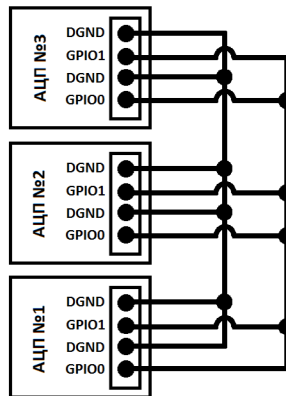 АЦП №3
DGND
GPIO1
DGND
GPIO0
АЦП №2
DGND
GPIO1
DGND
GPIO0
АЦП №1
DGND
GPIO1
DGND
GPIO0